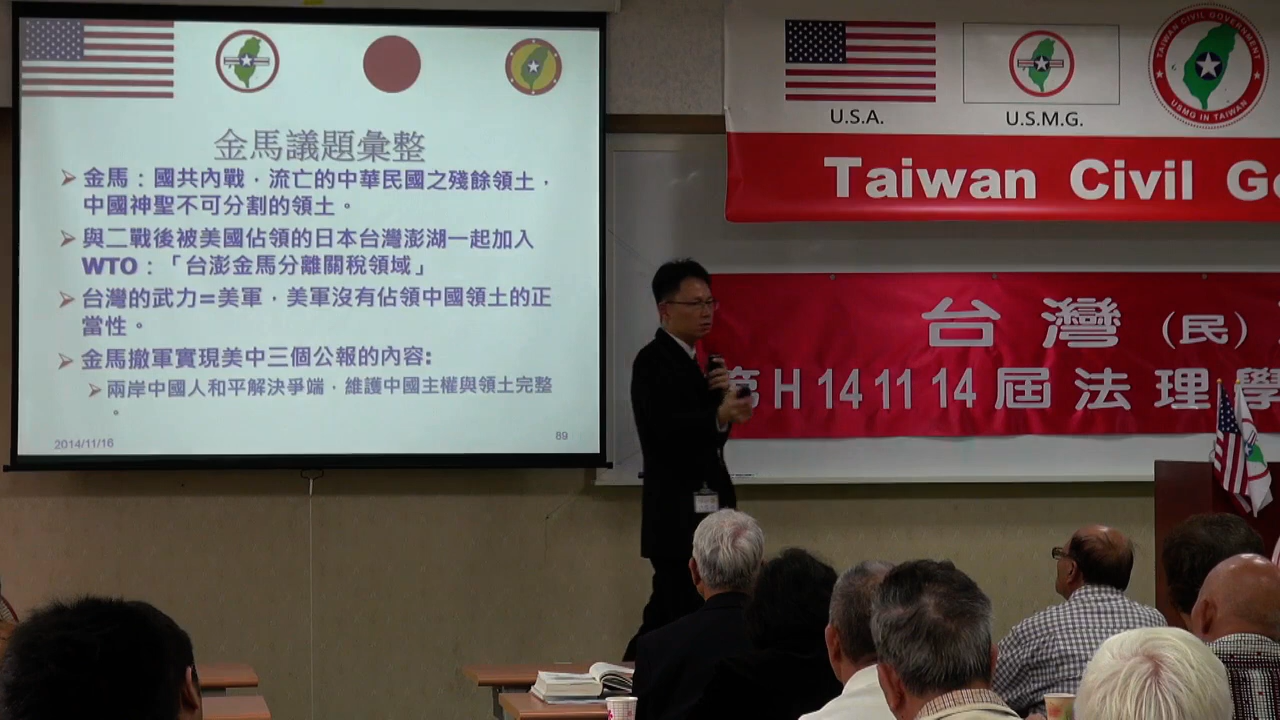 金馬議題彙整
➢ 金馬：國共內戰，流亡的中華民國之殘餘領土，
中國神聖不可分割的領土。
➢ 與二戰後被美國佔領的日本台灣澎湖一起加入
WTO：「台澎金馬分離關稅領域」
➢ 台灣的武力=美軍，美軍沒有佔領中國領土的正
當性。
➢ 金馬撤軍實現美中三個公報的內容:
➢ 兩岸中國人和平解決爭端，維護中國主權與領土完整
。
2014/11/16
89
U.S.A.
U.S.M.G.
TAIWAN CIVIL GOVERNMENT
USMG IN TAIWAN
Taiwan Civil Go
台灣（民）
第H 14 11 14 屆法理學